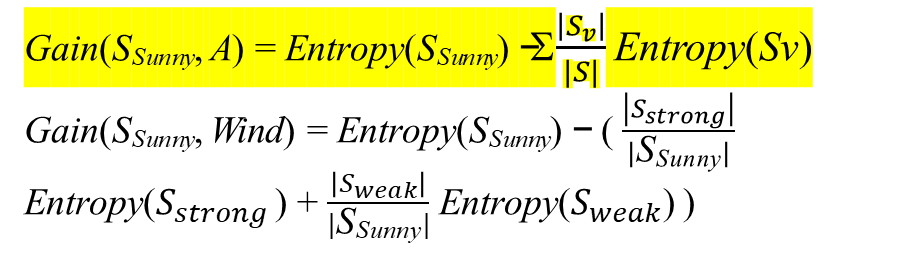 Gain(S_Sunny, A) = Entropy(S_Sunny) −Σ |S_v|/|S| Entropy(Sv)
Gain(S_Sunny, Wind) = Entropy(S_Sunny) − ( |S_strong|/|S_Sunny|
Entropy(S_strong ) + |S_weak|/|S_Sunny| Entropy(S_weak) )